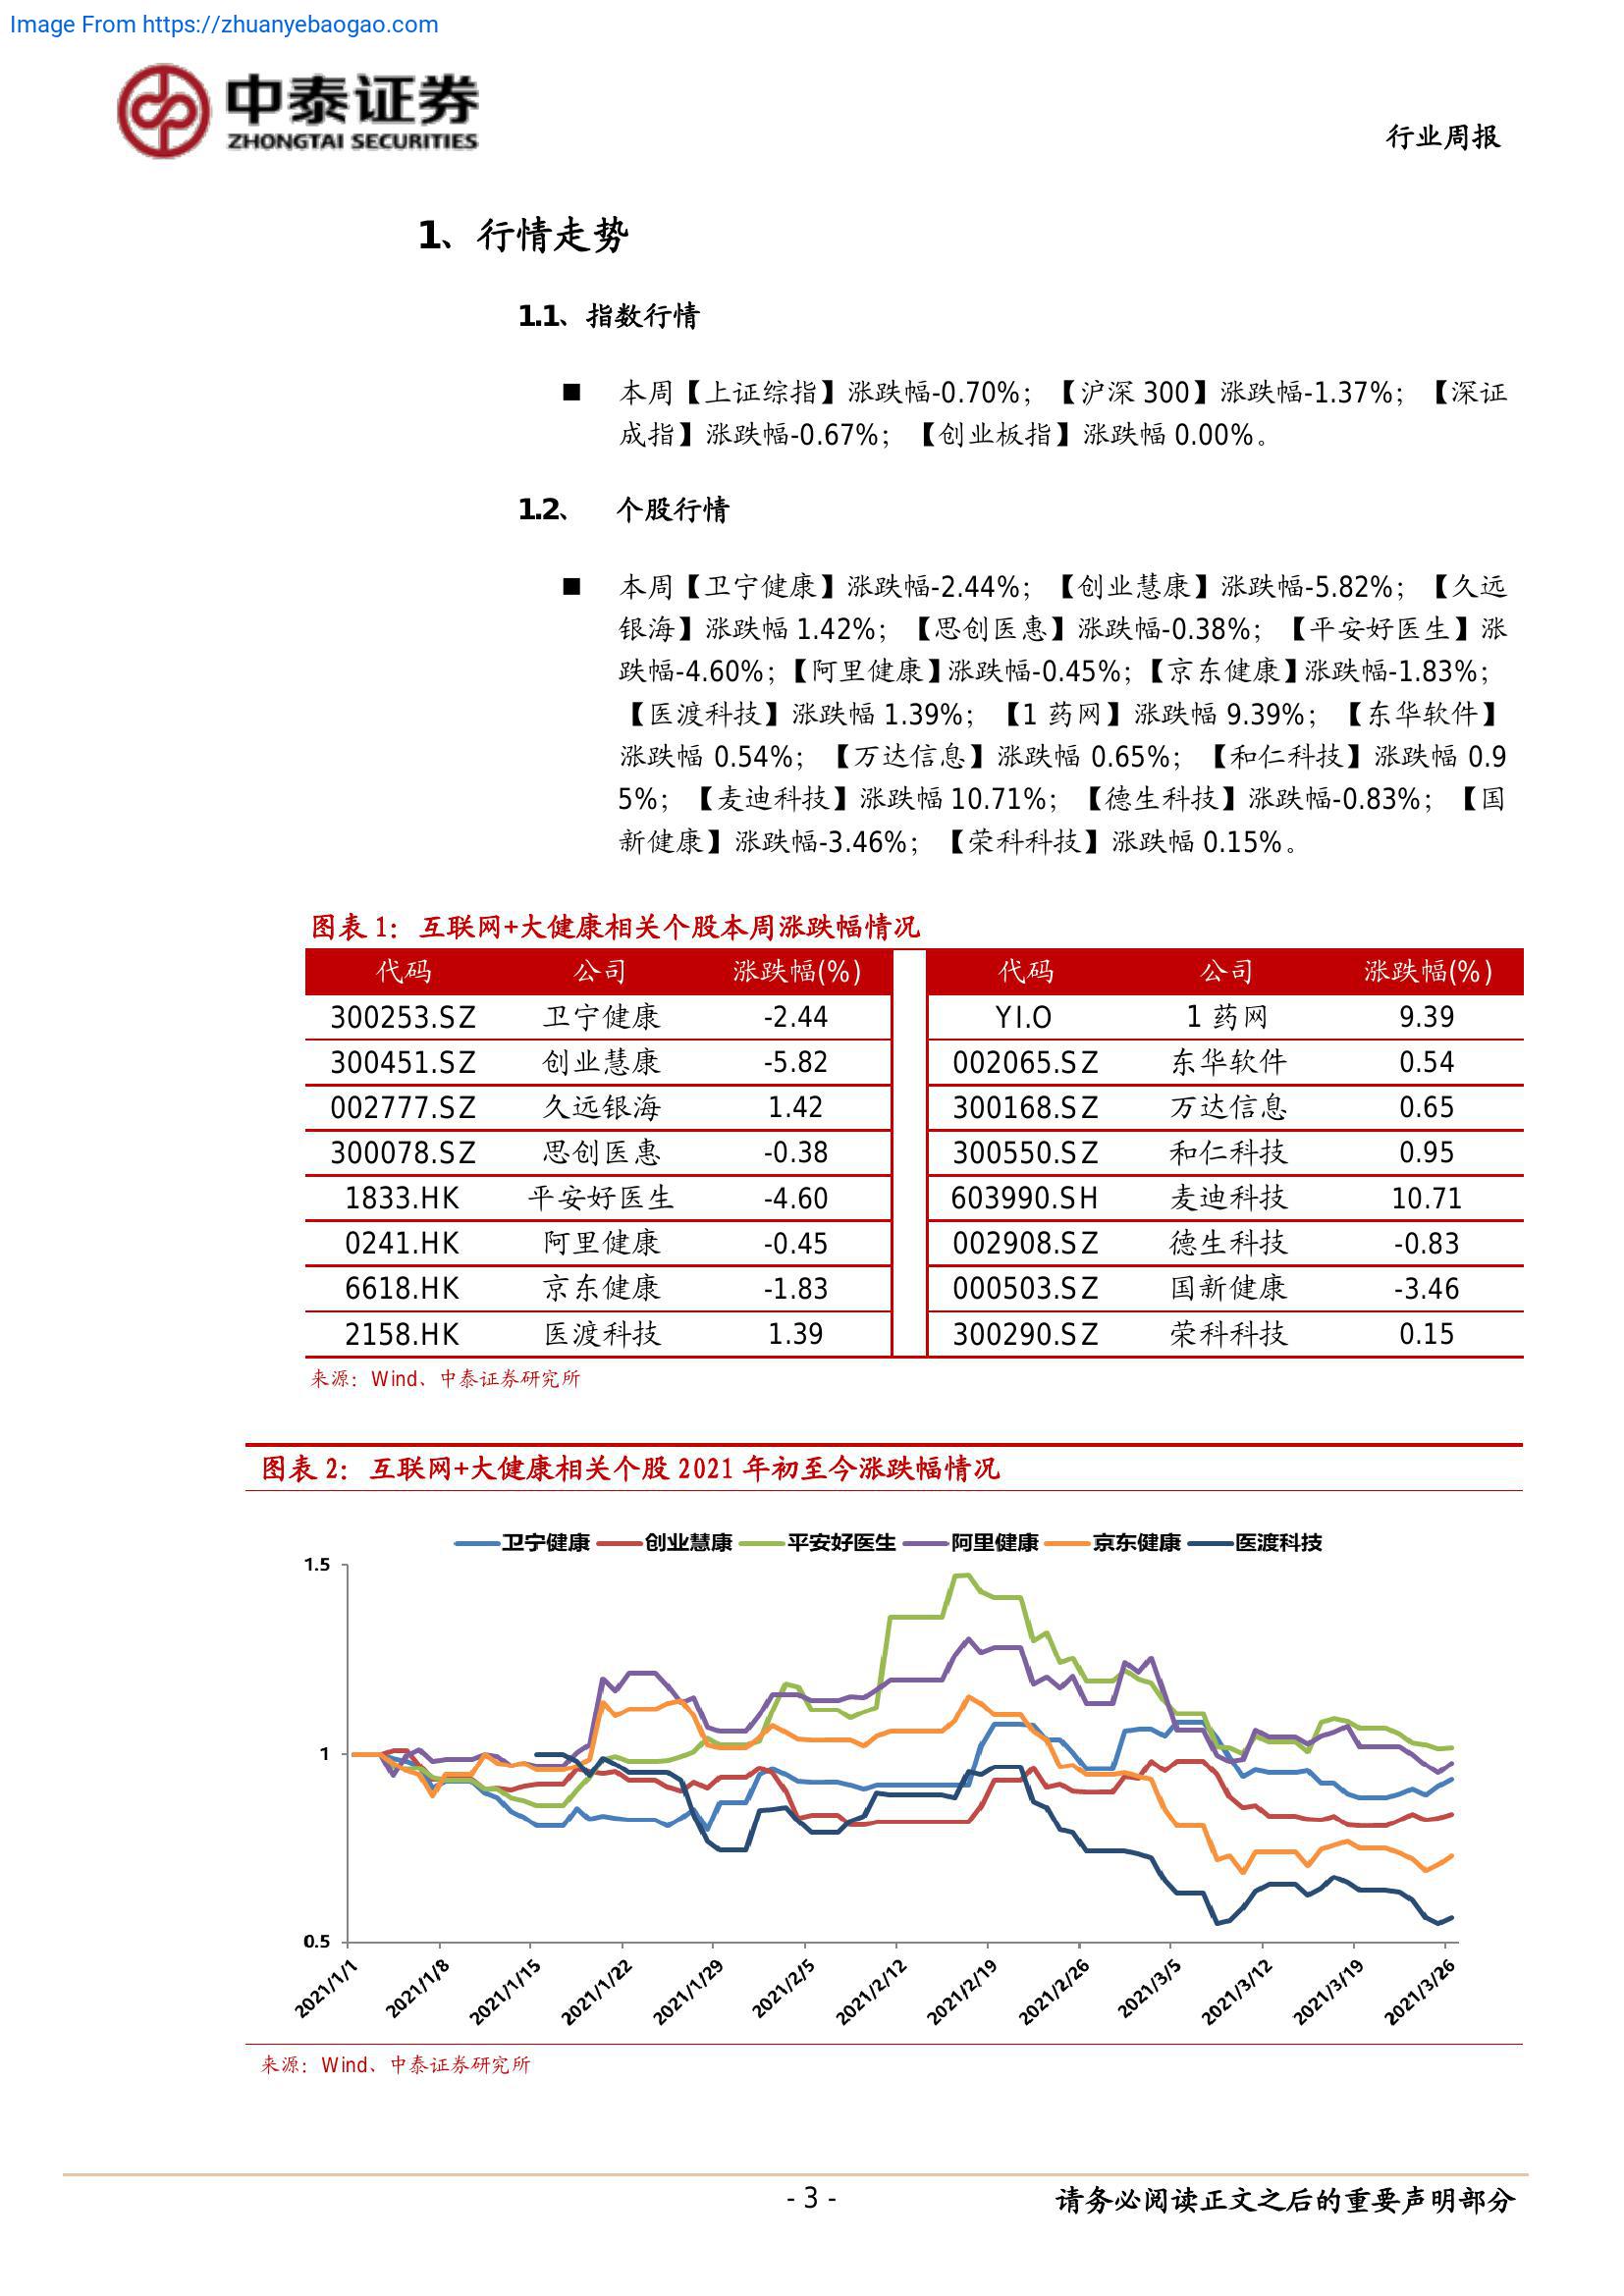 Image From https://zhuanyebaogao.com
中泰证券
ZHONGTAI SECURITIES
行业周报
1、行情走势
1.1、指数行情
■ 本周【上证综指】涨跌幅-0.70%；【沪深 300】涨跌幅-1.37%；【深证
成指】涨跌幅-0.67%；【创业板指】涨跌幅 0.00%。
1.2、 个股行情
■ 本周【卫宁健康】涨跌幅-2.44%；【创业慧康】涨跌幅-5.82%；【久远
银海】涨跌幅 1.42%；【思创医惠】涨跌幅-0.38%；【平安好医生】涨
跌幅-4.60%；【阿里健康】涨跌幅-0.45%；【京东健康】涨跌幅-1.83%；
【医渡科技】涨跌幅 1.39%；【1 药网】涨跌幅 9.39%；【东华软件】
涨跌幅 0.54%；【万达信息】涨跌幅 0.65%；【和仁科技】涨跌幅 0.9
5%；【麦迪科技】涨跌幅 10.71%；【德生科技】涨跌幅-0.83%；【国
新健康】涨跌幅-3.46%；【荣科科技】涨跌幅 0.15%。
图表 1：互联网+大健康相关个股本周涨跌幅情况
代码 公司 涨跌幅(%) 代码 公司 涨跌幅(%)
300253.SZ 卫宁健康 -2.44 YI.O 1 药网 9.39
300451.SZ 创业慧康 -5.82 002065.SZ 东华软件 0.54
002777.SZ 久远银海 1.42 300168.SZ 万达信息 0.65
300078.SZ 思创医惠 -0.38 300550.SZ 和仁科技 0.95
1833.HK 平安好医生 -4.60 603990.SH 麦迪科技 10.71
0241.HK 阿里健康 -0.45 002908.SZ 德生科技 -0.83
6618.HK 京东健康 -1.83 000503.SZ 国新健康 -3.46
2158.HK 医渡科技 1.39 300290.SZ 荣科科技 0.15
来源：Wind、中泰证券研究所
图表 2：互联网+大健康相关个股 2021 年初至今涨跌幅情况
卫宁健康 创业慧康 平安好医生 阿里健康 京东健康 医渡科技
1.5
1
0.5
2021/1/1 2021/1/8 2021/1/15 2021/1/22 2021/1/29 2021/2/5 2021/2/12 2021/2/19 2021/2/26 2021/3/5 2021/3/12 2021/3/19 2021/3/26
来源：Wind、中泰证券研究所
- 3 -
请务必阅读正文之后的重要声明部分